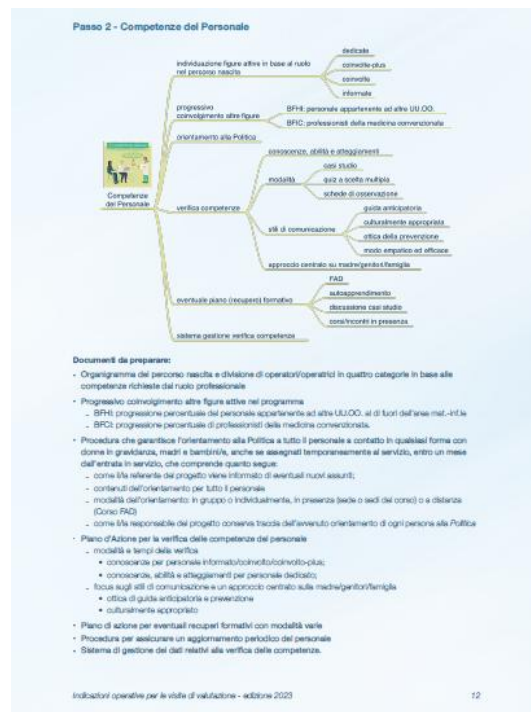 Passo 2 - Competenze del Personale
dedicate
individuazione figure attive in base al ruolo
nel percorso nascita
coinvolte-plus
coinvolte
informate
progressivo
coinvolgimento altre figure
BFHI: personale appartenente ad altre UU.OO.
BFIC: professionisti della medicina convenzionata
orientamento alla Politica
Competenze
del Personale
conoscenze, abilità e atteggiamenti
casi studio
modalità
quiz a scelta multipla
schede di osservazione
verifica competenze
guida anticipatoria
culturalmente appropriata
stili di comunicazione
ottica della prevenzione
modo empatico ed efficace
approccio centrato su madre/genitori/famiglia
FAD
autoapprendimento
eventuale piano (recupero) formativo
discussione casi studio
corsi/incontri in presenza
sistema gestione verifica competenze
Documenti da preparare:
• Organigramma del percorso nascita e divisione di operatori/operatrici in quattro categorie in base alle
competenze richieste dal ruolo professionale
• Progressivo coinvolgimento altre figure attive nel programma
- BFHI: progressione percentuale del personale appartenente ad altre UU.OO. al di fuori dell'area mat.-inf.le
- BFCI: progressione percentuale di professionisti della medicina convenzionata.
• Procedura che garantisce l'orientamento alla Politica a tutto il personale a contatto in qualsiasi forma con
donne in gravidanza, madri e bambini/e, anche se assegnati temporaneamente al servizio, entro un mese
dall'entrata in servizio, che comprende quanto segue:
- come il/la referente del progetto viene informato di eventuali nuovi assunti;
- contenuti dell'orientamento per tutto il personale
- modalità dell'orientamento: in gruppo o individualmente, in presenza (sede o sedi del corso) o a distanza
(Corso FAD)
- come il/la responsabile del progetto conserva traccia dell'avvenuto orientamento di ogni persona alla Politica
• Piano d'Azione per la verifica delle competenze del personale
- modalità e tempi della verifica
• conoscenze per personale informato/coinvolto/coinvolto-plus;
• conoscenze, abilità e atteggiamenti per personale dedicato;
- focus sugli stili di comunicazione e un approccio centrato sulla madre/genitori/famiglia
• ottica di guida anticipatoria e prevenzione
• culturalmente appropriato
• Piano di azione per eventuali recuperi formativi con modalità varie
• Procedura per assicurare un aggiornamento periodico del personale
• Sistema di gestione dei dati relativi alla verifica delle competenze.
Indicazioni operative per le visite di valutazione - edizione 2023
12